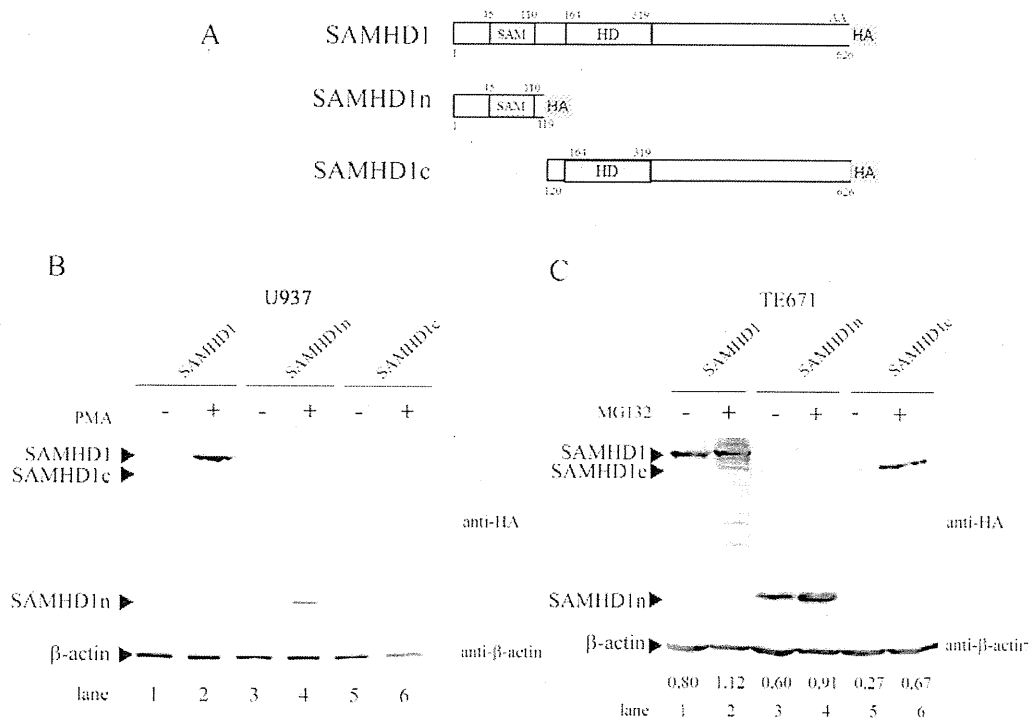 A
SAMHD1
45 110 164 319 AA
SAM HD HA
1 626
SAMHD1n
45 110
SAM HA
1 119
SAMHD1c
164 319
HD HA
120 626
B
U937
SAMHD1 SAMHD1n SAMHD1c
PMA - + - + - +
SAMHD1
SAMHD1c
anti-HA
SAMHD1n
β-actin anti-β-actin
lane 1 2 3 4 5 6
C
TE671
SAMHD1 SAMHD1n SAMHD1c
MG132 - + - + - +
SAMHD1
SAMHD1c
anti-HA
SAMHD1n
β-actin anti-β-actin
0,80 1,12 0,60 0,91 0,27 0,67
lane 1 2 3 4 5 6